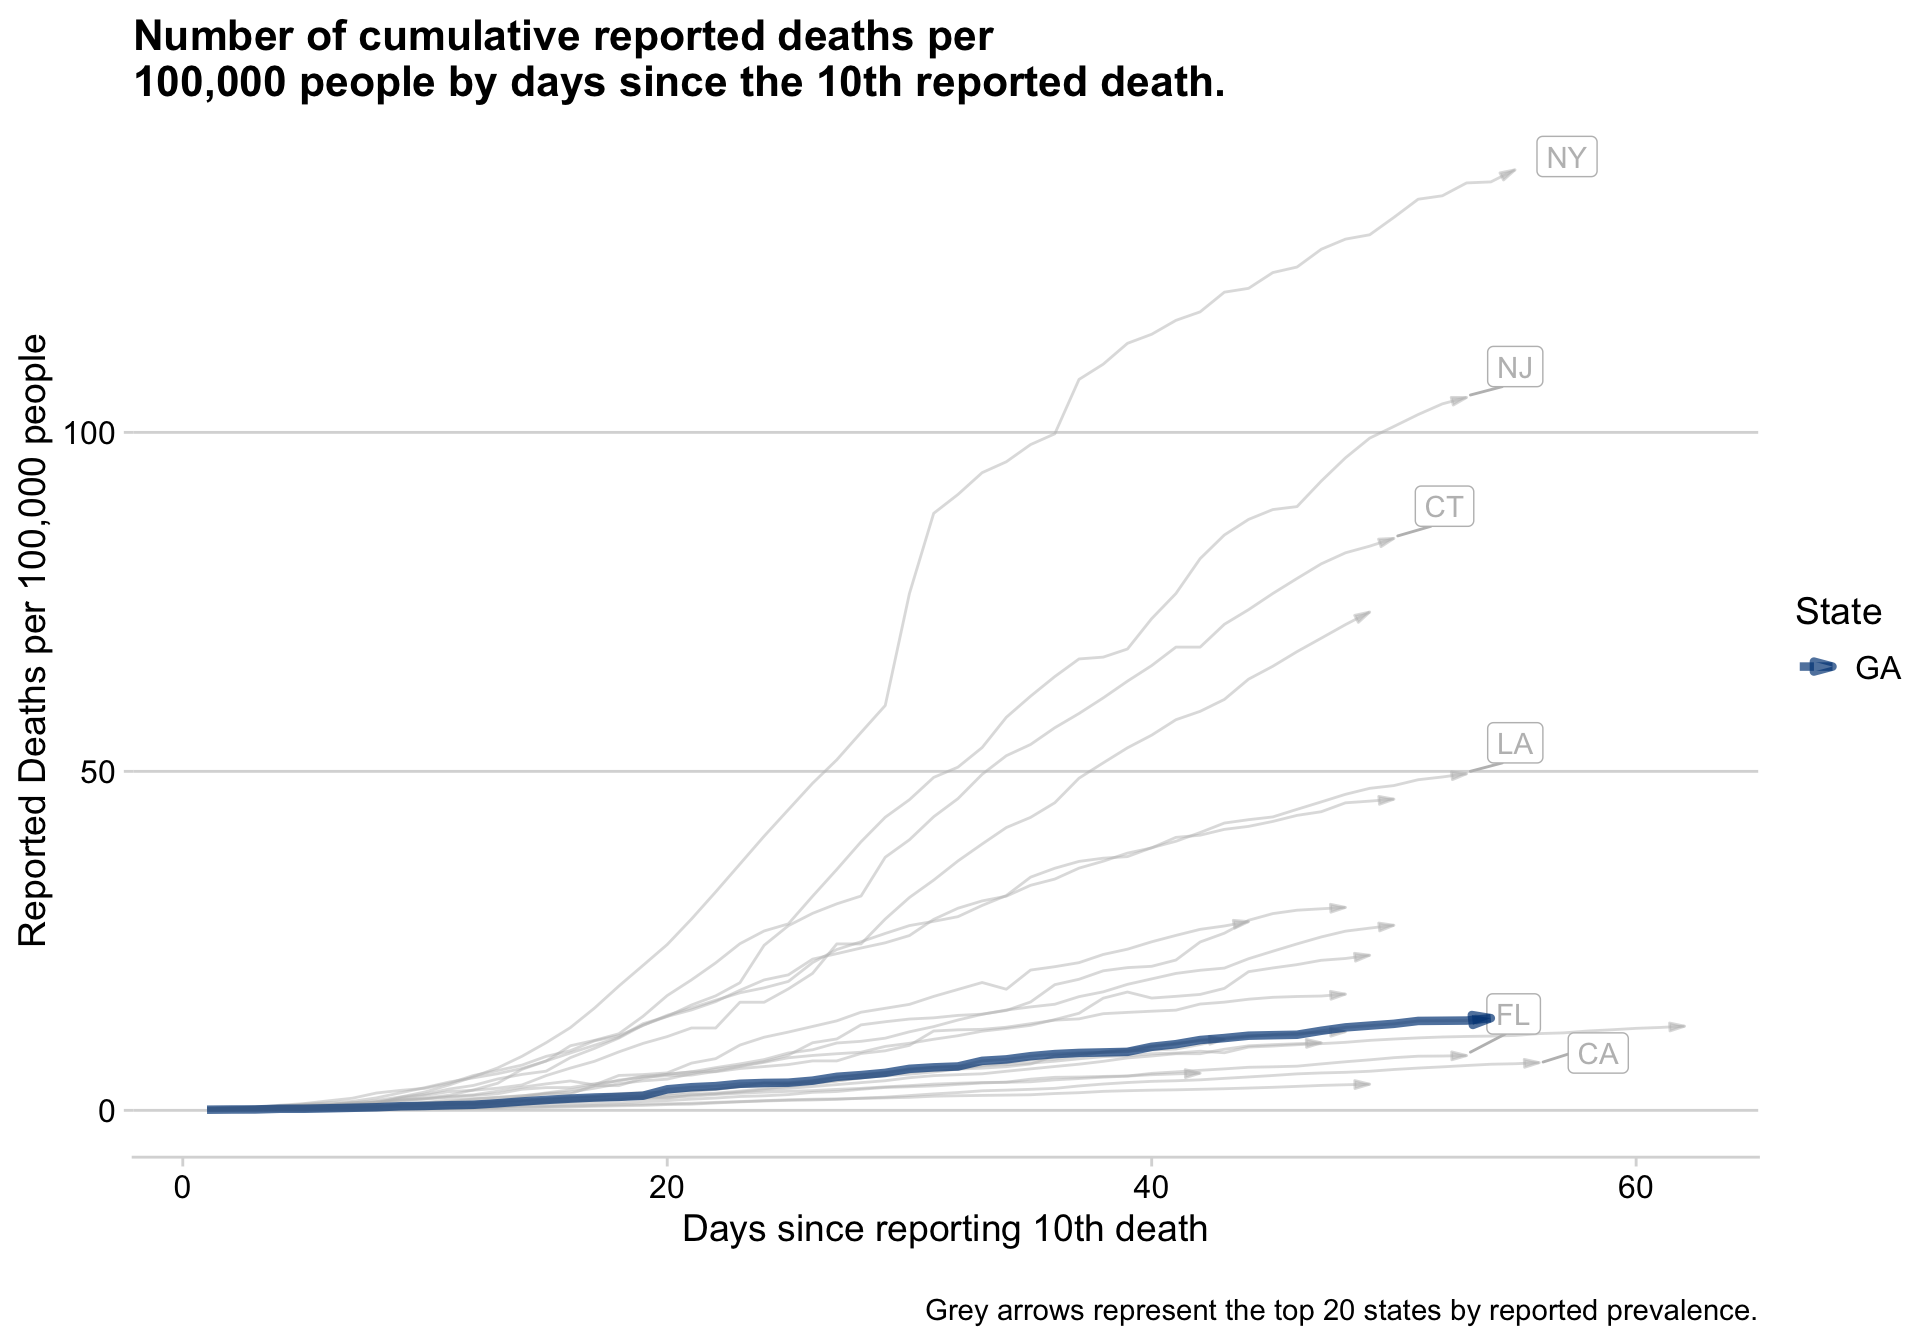 Number of cumulative reported deaths per
100,000 people by days since the 10th reported death.
NY
NJ
CT
LA
FL
CA
Reported Deaths per 100,000 people
100
50
0
0
20
40
60
Days since reporting 10th death
State
GA
Grey arrows represent the top 20 states by reported prevalence.